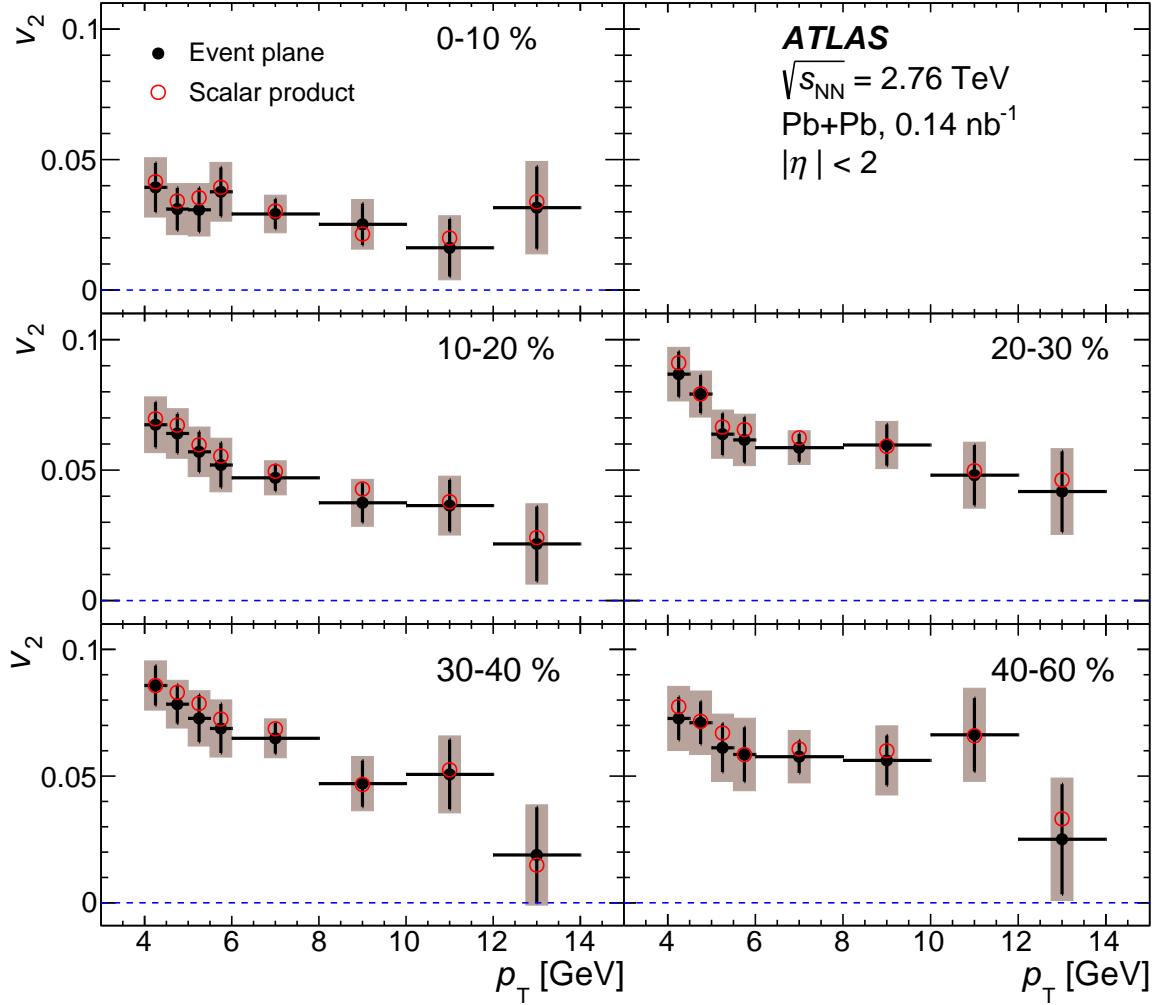 v₂
0.1
0.05
0
Event plane
Scalar product
0-10 %
ATLAS
√sNN = 2.76 TeV
Pb+Pb, 0.14 nb⁻¹
|η | < 2
v₂
0.1
0.05
0
10-20 %
20-30 %
v₂
0.1
0.05
0
30-40 %
40-60 %
4 6 8 10 12 14
4 6 8 10 12 14
pT [GeV]
pT [GeV]